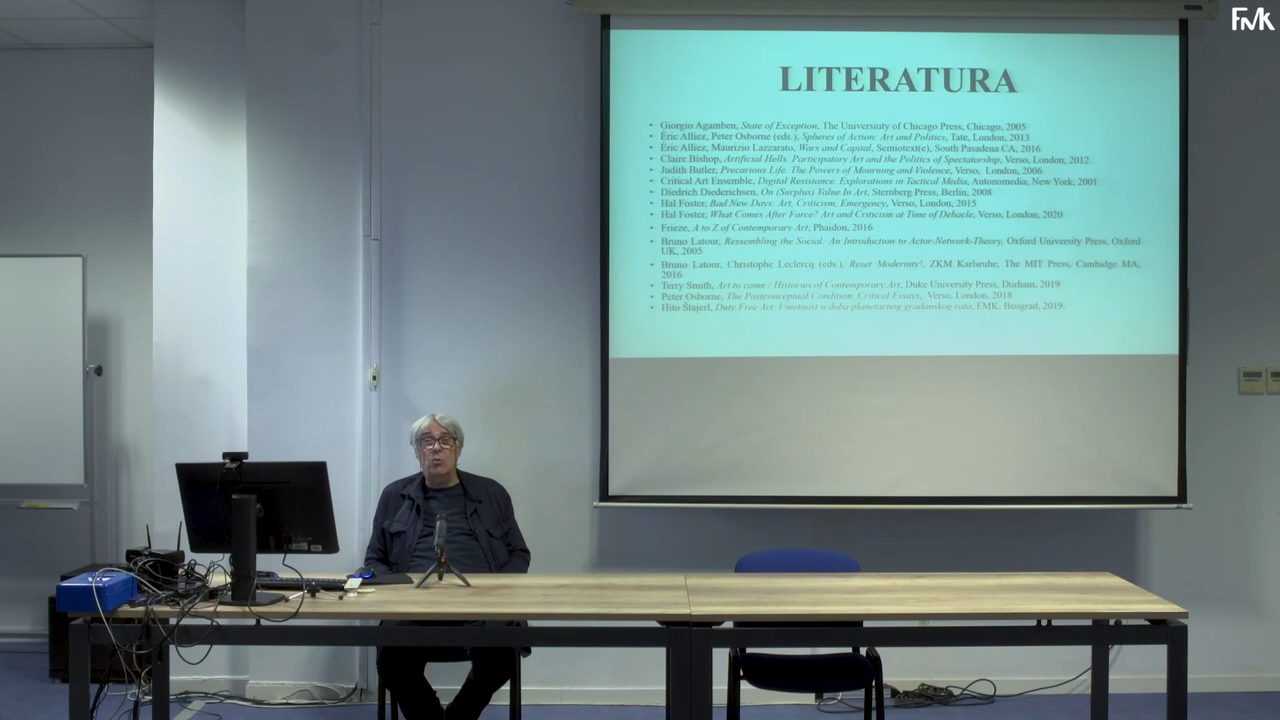 FMK
LITERATURA
• Giorgio Agamben, State of Exception, The Universiuty of Chicago Press, Chicago, 2005
• Éric Alliez, Peter Osborne (eds.), Spheres of Action: Art and Politics, Tate, London, 2013
• Éric Alliez, Maurizio Lazzarato, Wars and Capital, Semiotext(e), South Pasadena CA, 2016
• Claire Bishop, Artificial Hells. Participatory Art and the Politics of Spectatorship, Verso, London, 2012
• Judith Butler, Precarious Life. The Powers of Mourning and Violence, Verso, London, 2006
• Critical Art Ensemble, Digital Resistance. Explorations in Tactical Media, Autonomedia, New York, 2001
• Diedrich Diederichsen, On (Surplus) Value In Art, Sternberg Press, Berlin, 2008
• Hal Foster, Bad New Days: Art, Criticism, Emergency, Verso, London, 2015
• Hal Foster, What Comes After Farce? Art and Criticism at Time of Debacle, Verso, London, 2020
• Frieze, A to Z of Contemporary Art, Phaidon, 2016
• Bruno Latour, Ressembling the Social: An Introduction to Actor-Network-Theory, Oxford University Press, Oxford
UK, 2005
• Bruno Latour, Christophe Leclercq (eds.), Reset Modernity!, ZKM Karlsruhe, The MIT Press, Cambidge MA,
2016
• Terry Smith, Art to come / Histories of Contemporary Art, Duke University Press, Durham, 2019
• Peter Osborne, The Postconceptual Condition: Critical Essays, Verso, London, 2018
• Hito Štajerl, Duty Free Art. Umetnost u doba planetarnog građanskog rata, FMK, Beograd, 2019.